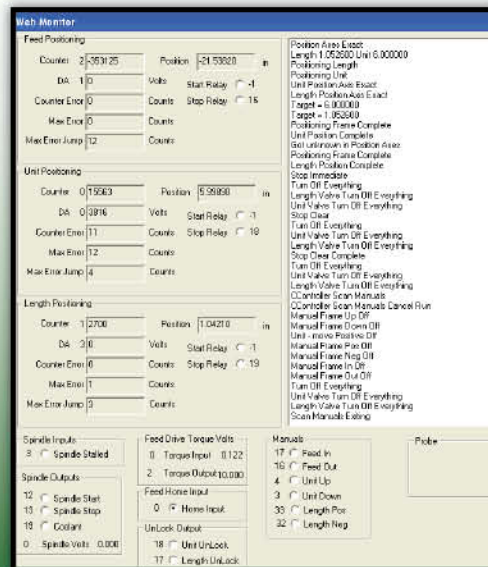 Web Monitor
Feed Positioning
Counter 2 -353125 Position -21.53820 in
DA 1 0 Volts Start Relay -1
Counter Error 0 Counts Stop Relay 16
Max Error 0 Counts
Max Error Jump 12 Counts
Unit Positioning
Counter 0 15563 Position 5.99890 in
DA 0 3816 Volts Start Relay -1
Counter Error 11 Counts Stop Relay 18
Max Error 12 Counts
Max Error Jump 4 Counts
Length Positioning
Counter 1 2700 Position 1.04210 in
DA 3 0 Volts Start Relay -1
Counter Error 6 Counts Stop Relay 19
Max Error 1 Counts
Max Error Jump 3 Counts
Position Axes Exact
Length 1.052600 Unit 6.000000
Positioning Length
Positioning Unit
Unit Position Axis Exact
Length Position Axis Exact
Target = 6.000000
Target = 1.052600
Positioning Frame Complete
Unit Position Complete
Got unknown in Position Axes
Positioning Frame Complete
Length Position Complete
Stop Immediate
Turn Off Everything
Length Valve Turn Off Everything
Unit Valve Turn Off Everything
Stop Clear
Turn Off Everything
Unit Valve Turn Off Everything
Length Valve Turn Off Everything
Stop Clear Complete
Turn Off Everything
Unit Valve Turn Off Everything
Length Valve Turn Off Everything
CController Scan Manuals
CController Scan Manuals Cancel Run
Manual Frame Up Off
Manual Frame Down Off
Unit - move Positive Off
Manual Frame Pos Off
Manual Frame Neg Off
Manual Frame In Off
Manual Frame Out Off
Turn Off Everything
Unit Valve Turn Off Everything
Length Valve Turn Off Everything
Scan Manuals Exiting
Spindle Inputs
Spindle Stalled
Spindle Outputs
12 Spindle Start
13 Spindle Stop
19 Coolant
0 Spindle Volts 0.000
Feed Drive Torque Volts
0 Torque Input 0.122
2 Torque Output 10.000
Feed Home Input
0 Home Input
UnLock Output
18 Unit UnLock
17 Length UnLock
Manuals
17 Feed In
16 Feed Out
4 Unit Up
3 Unit Down
33 Length Pos
32 Length Neg
Probe